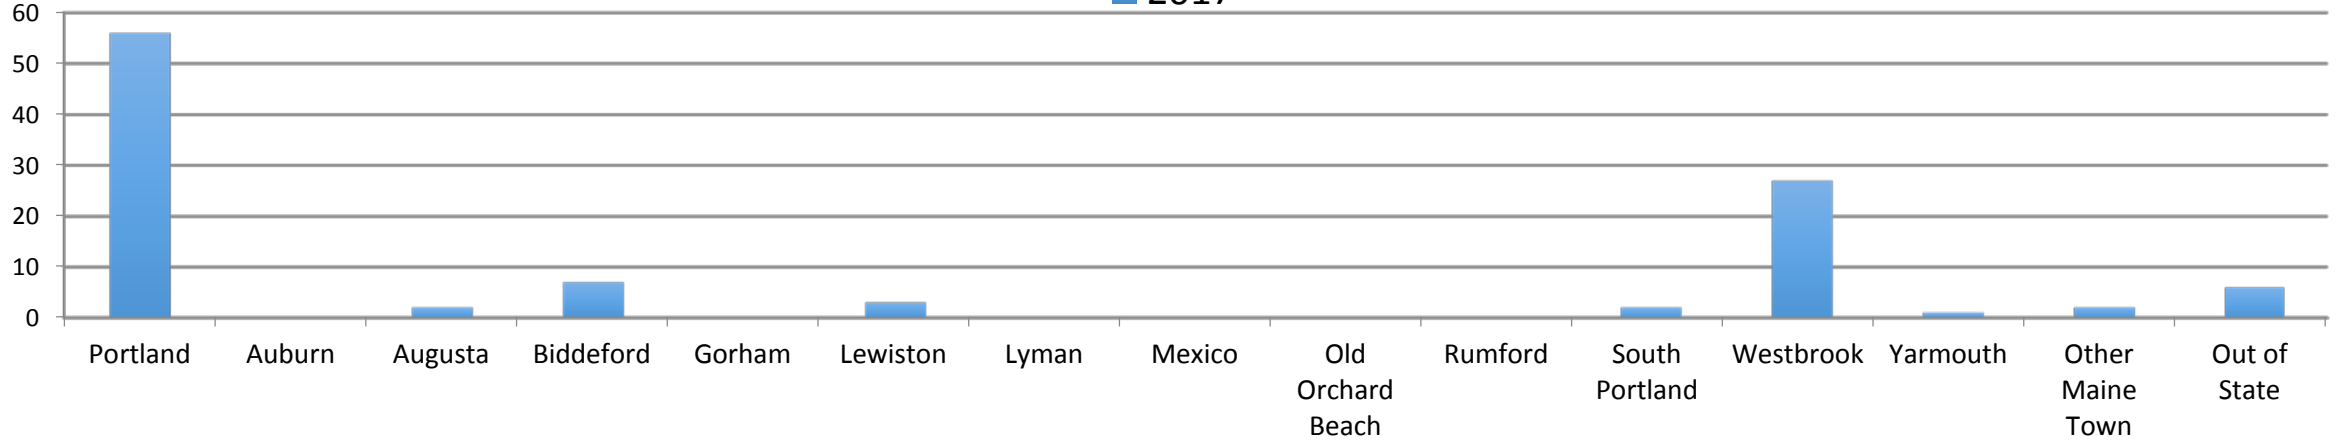 2017
60
50
40
30
20
10
0
Portland
Auburn
Augusta
Biddeford
Gorham
Lewiston
Lyman
Mexico
Old
Orchard
Beach
Rumford
South
Portland
Westbrook
Yarmouth
Other
Maine
Town
Out of
State